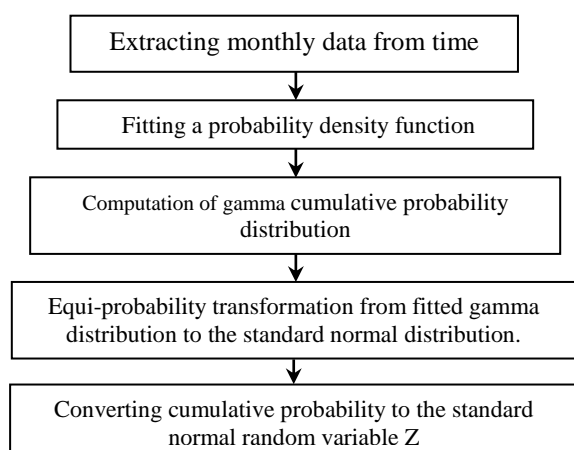 Extracting monthly data from time
Fitting a probability density function
Computation of gamma cumulative probability
distribution
Equi-probability transformation from fitted gamma
distribution to the standard normal distribution.
Converting cumulative probability to the standard
normal random variable Z